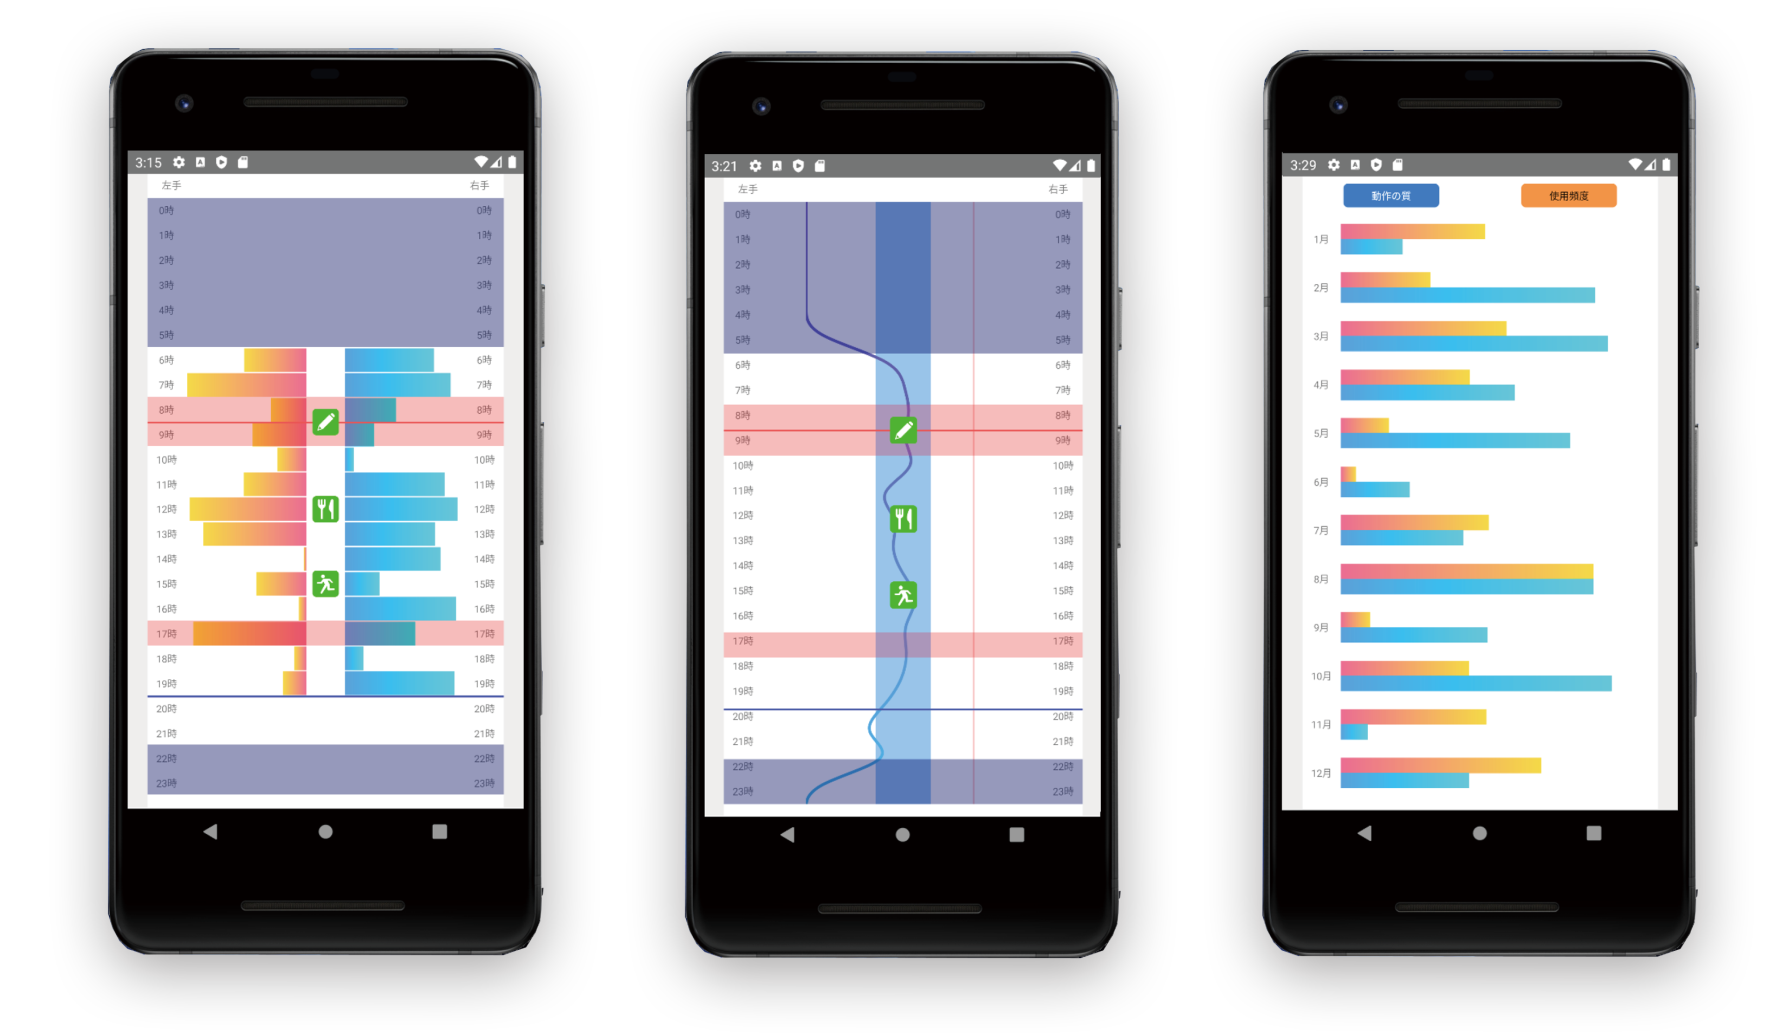 3:15
左手 右手
0時 0時
1時 1時
2時 2時
3時 3時
4時 4時
5時 5時
6時 6時
7時 7時
8時 8時
9時 9時
10時 10時
11時 11時
12時 12時
13時 13時
14時 14時
15時 15時
16時 16時
17時 17時
18時 18時
19時 19時
20時 20時
21時 21時
22時 22時
23時 23時
3:21
左手 右手
0時 0時
1時 1時
2時 2時
3時 3時
4時 4時
5時 5時
6時 6時
7時 7時
8時 8時
9時 9時
10時 10時
11時 11時
12時 12時
13時 13時
14時 14時
15時 15時
16時 16時
17時 17時
18時 18時
19時 19時
20時 20時
21時 21時
22時 22時
23時 23時
3:29
動作の質 使用頻度
1月
2月
3月
4月
5月
6月
7月
8月
9月
10月
11月
12月